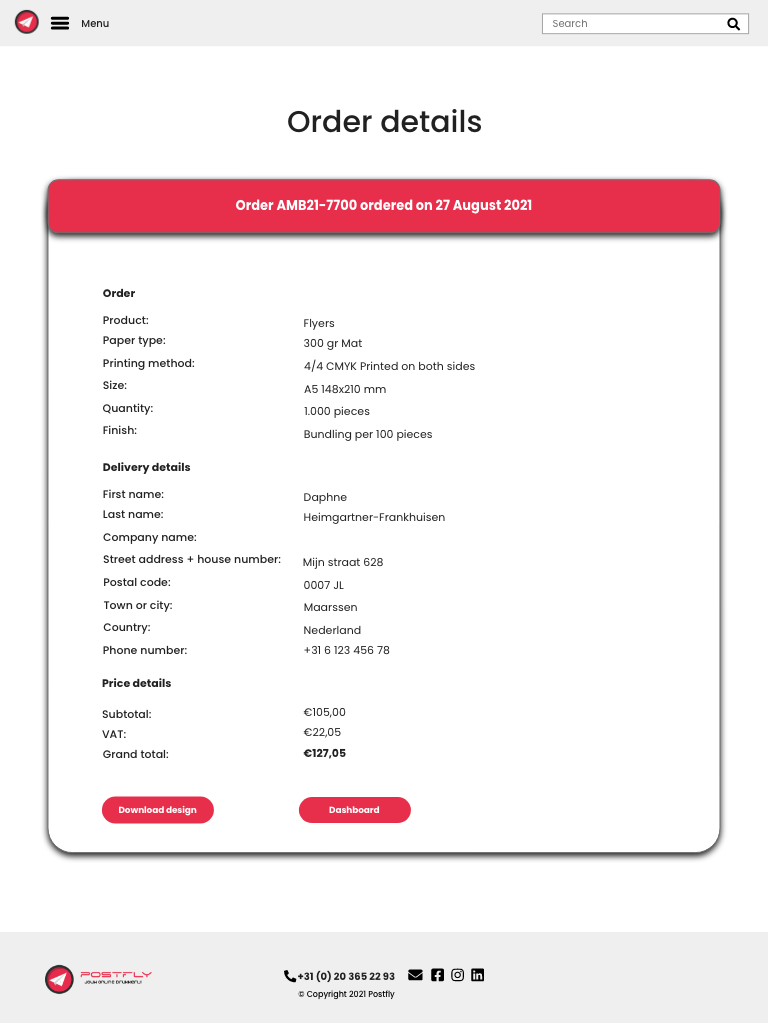 Menu
Search
Order details
Order AMB21-7700 ordered on 27 August 2021
Order
Product: Flyers
Paper type: 300 gr Mat
Printing method: 4/4 CMYK Printed on both sides
Size: A5 148x210 mm
Quantity: 1.000 pieces
Finish: Bundling per 100 pieces
Delivery details
First name: Daphne
Last name: Heimgartner-Frankhuisen
Company name:
Street address + house number: Mijn straat 628
Postal code: 0007 JL
Town or city: Maarssen
Country: Nederland
Phone number: +31 6 123 456 78
Price details
Subtotal: €105,00
VAT: €22,05
Grand total: €127,05
Download design Dashboard
POSTFLY
JOUW ONLINE DRUKKERIJ
+31 (0) 20 365 22 93
© Copyright 2021 Postfly